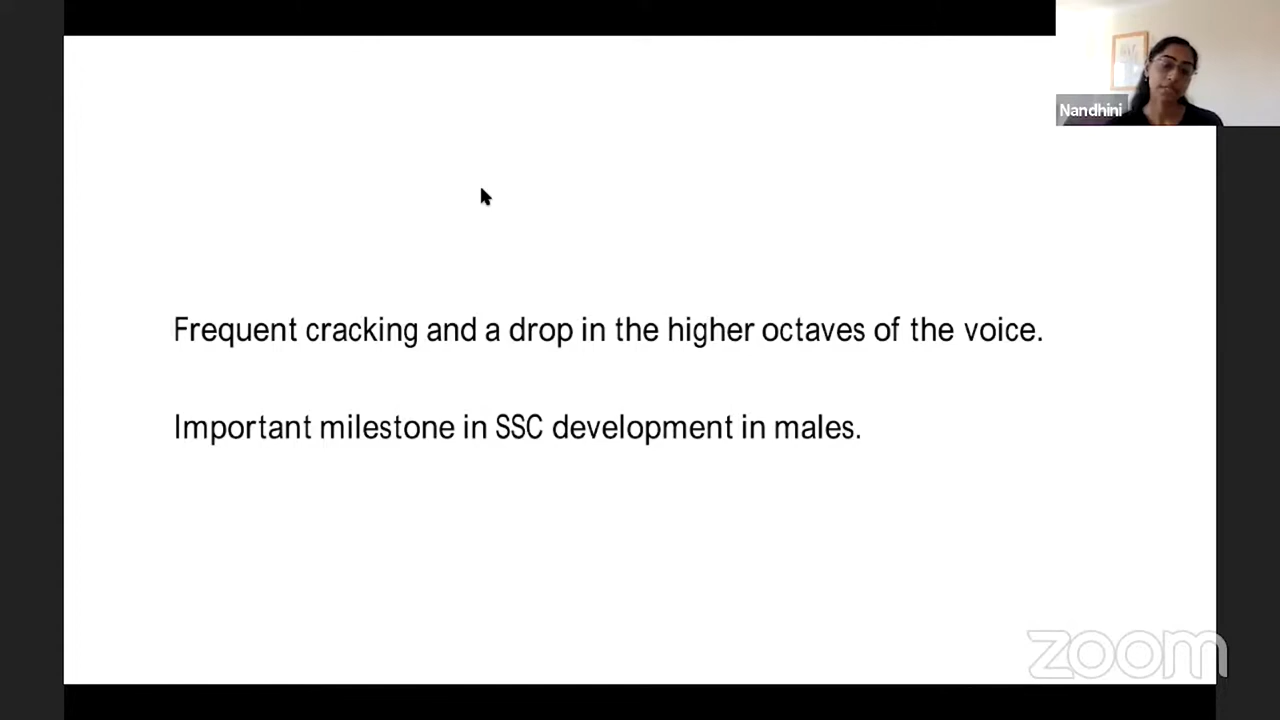 Nandhini
Frequent cracking and a drop in the higher octaves of the voice.
Important milestone in SSC development in males.
zoom